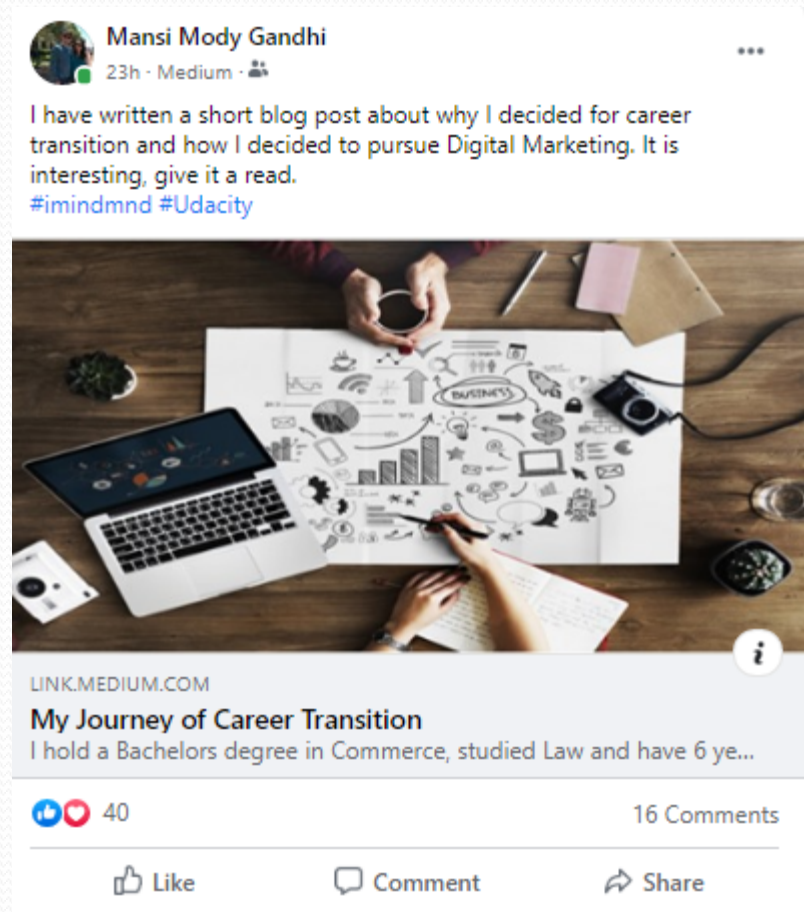 Mansi Mody Gandhi
23h · Medium ·
I have written a short blog post about why I decided for career
transition and how I decided to pursue Digital Marketing. It is
interesting, give it a read.
#imindmnd #Udacity
BUSINESS
i
LINK.MEDIUM.COM
My Journey of Career Transition
I hold a Bachelors degree in Commerce, studied Law and have 6 ye...
40
16 Comments
Like
Comment
Share